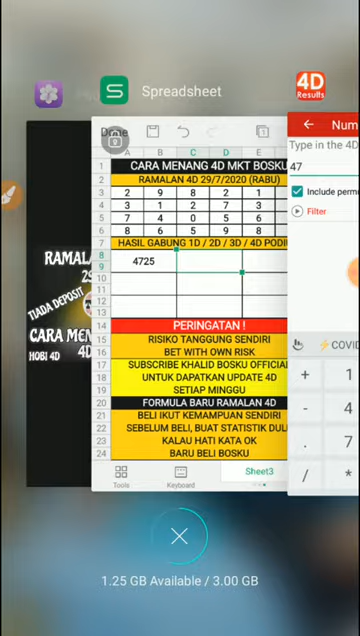 Spreadsheet
4D
Results
Done
A B C D E
1 CARA MENANG 4D MKT BOSKU
2 RAMALAN 4D 29/7/2020 (RABU)
3 2 9 8 2 1
4 3 1 2 7 3
5 7 4 0 5 6
6 8 6 5 9 8
7 HASIL GABUNG 1D / 2D / 3D / 4D PODI
8 4725
9
10
11
12
13
14 PERINGATAN !
15 RISIKO TANGGUNG SENDIRI
16 BET WITH OWN RISK
17 SUBSCRIBE KHALID BOSKU OFFICIAL
18 UNTUK DAPATKAN UPDATE 4D
19 SETIAP MINGGU
20 FORMULA BARU RAMALAN 4D
21 BELI IKUT KEMAMPUAN SENDIRI
22 SEBELUM BELI, BUAT STATISTIK DUL
23 KALAU HATI KATA OK
24 BARU BELI BOSKU
Tools Keyboard Sheet3
RAMALA
29
TIADA DEPOSIT
CARA MEN
HOBI 4D 4D
Num
Type in the 4D
47
Include perm
Filter
COVID
+ 1
- 4
. 7
/ *
1.25 GB Available / 3.00 GB